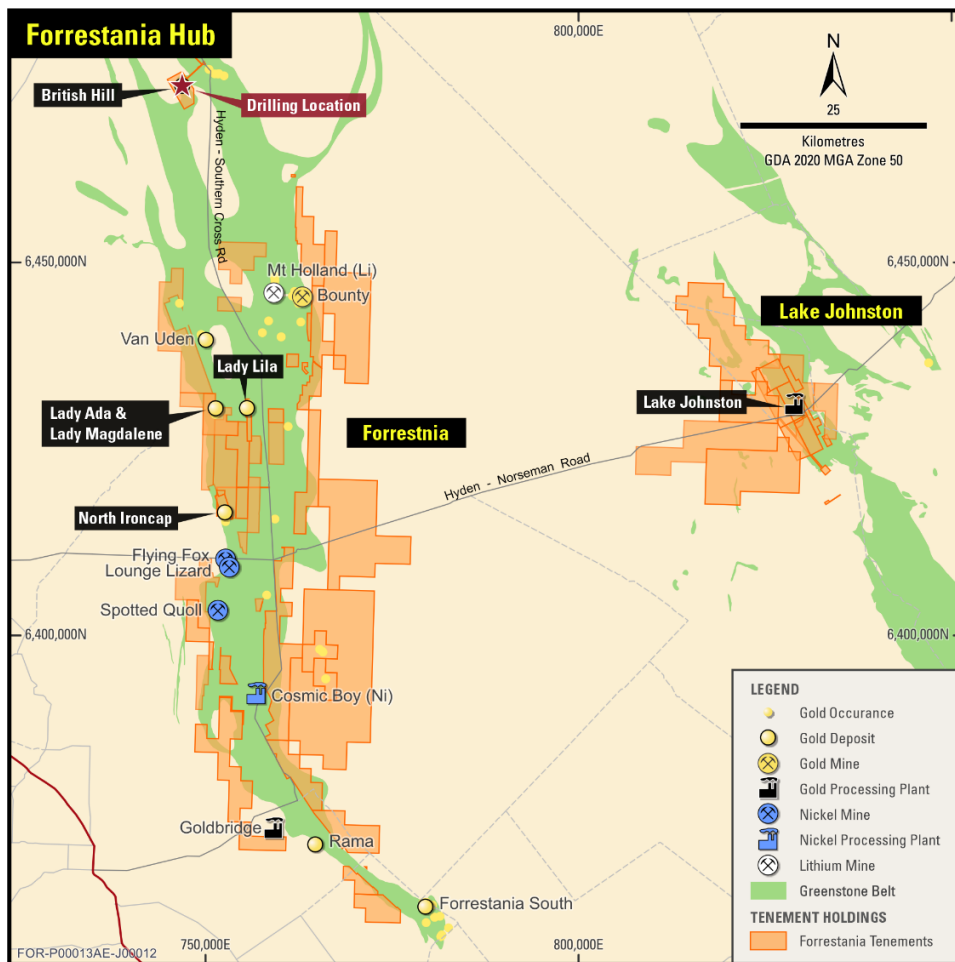 Forrestania Hub
800,000E
N
25
Kilometres
GDA 2020 MGA Zone 50
British Hill
Drilling Location
Hyden - Southern Cross Rd
6,450,000N
6,450,000N
Mt Holland (Li)
Bounty
Van Uden
Lake Johnston
Lady Lila
Lady Ada &
Lady Magdalene
Lake Johnston
Forrestnia
Hyden - Norseman Road
North Ironcap
Flying Fox
Lounge Lizard
Spotted Quoll
6,400,000N
6,400,000N
Cosmic Boy (Ni)
Goldbridge
Rama
Forrestania South
LEGEND
Gold Occurance
Gold Deposit
Gold Mine
Gold Processing Plant
Nickel Mine
Nickel Processing Plant
Lithium Mine
Greenstone Belt
TENEMENT HOLDINGS
Forrestania Tenements
FOR-P00013AE-J00012
750,000E
800,000E